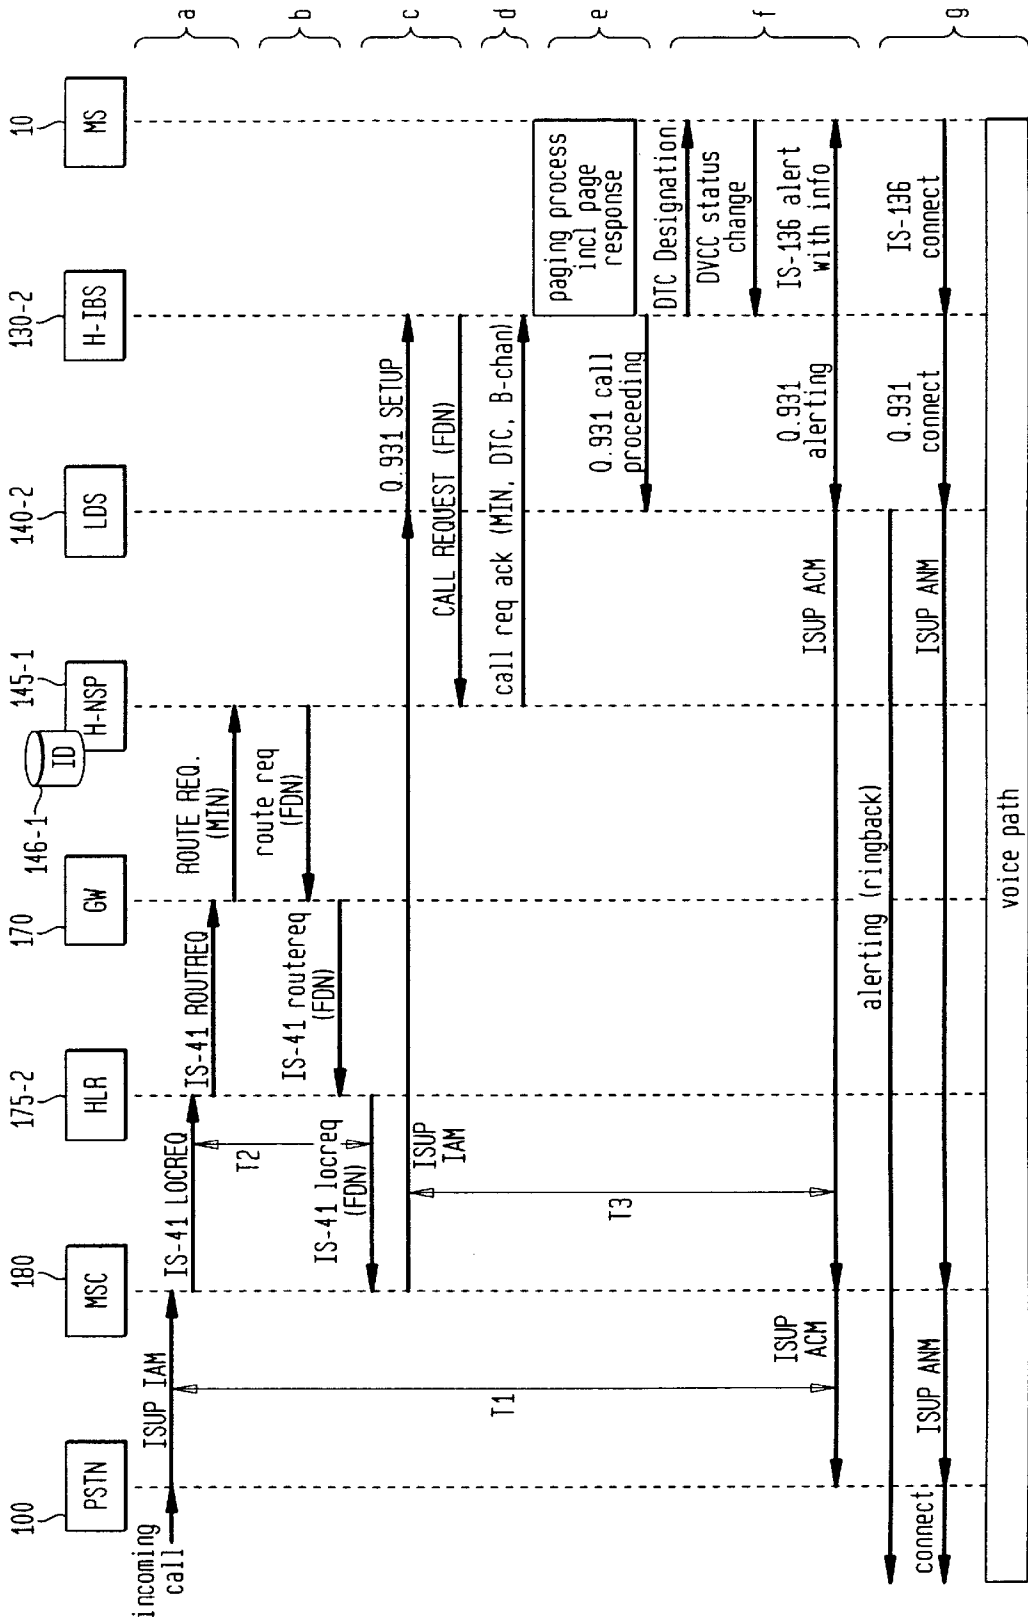 100
180
175-2
170
146-1
145-1
140-2
130-2
10
PSTN
MSC
HLR
GW
ID
H-NSP
LDS
H-IBS
MS
incoming
call
ISUP IAM
IS-41 LOCREQ
IS-41 ROUTREQ
ROUTE REQ.
(MIN)
a
route req
(FDN)
IS-41 routereq
(FDN)
b
T2
IS-41 locreq
(FDN)
ISUP
IAM
Q.931 SETUP
CALL REQUEST (FDN)
c
call req ack (MIN, DTC, B-chan)
d
paging process
incl page
response
Q.931 call
proceeding
e
T1
T3
DTC Designation
DVCC status
change
ISUP
ACM
ISUP ACM
Q.931
alerting
IS-136 alert
with info
f
alerting (ringback)
connect
ISUP ANM
ISUP ANM
Q.931
connect
IS-136
connect
g
voice path